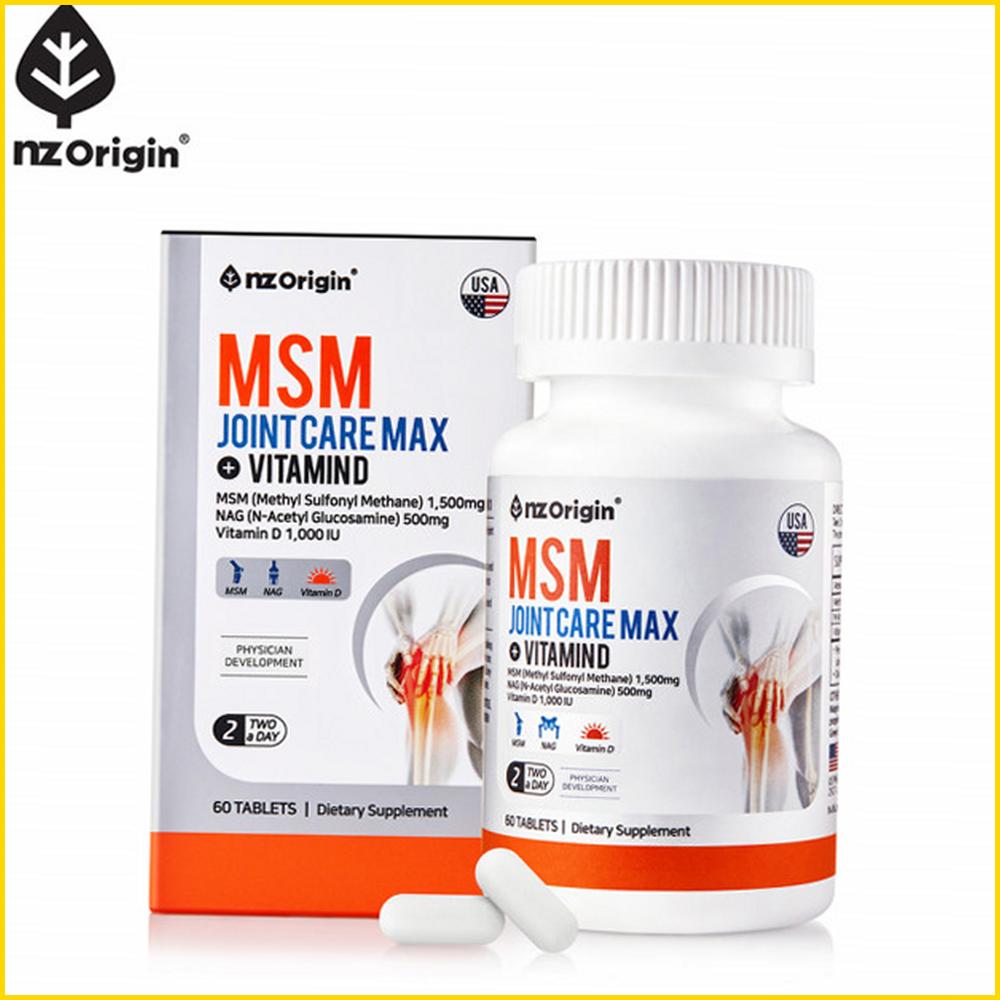 nzOrigin®
nzOrigin®
USA
MSM
JOINT CARE MAX
+ VITAMIN D
MSM (Methyl Sulfonyl Methane) 1,500mg
NAG (N-Acetyl Glucosamine) 500mg
Vitamin D 1,000 IU
MSM NAG Vitamin D
PHYSICIAN
DEVELOPMENT
2 TWO
a DAY
60 TABLETS | Dietary Supplement
nzOrigin®
USA
MSM
JOINT CARE MAX
+ VITAMIN D
MSM (Methyl Sulfonyl Methane) 1,500mg
NAG (N-Acetyl Glucosamine) 500mg
Vitamin D 1,000 IU
MSM NAG Vitamin D
2 TWO
a DAY
PHYSICIAN
DEVELOPMENT
60 TABLETS | Dietary Supplement